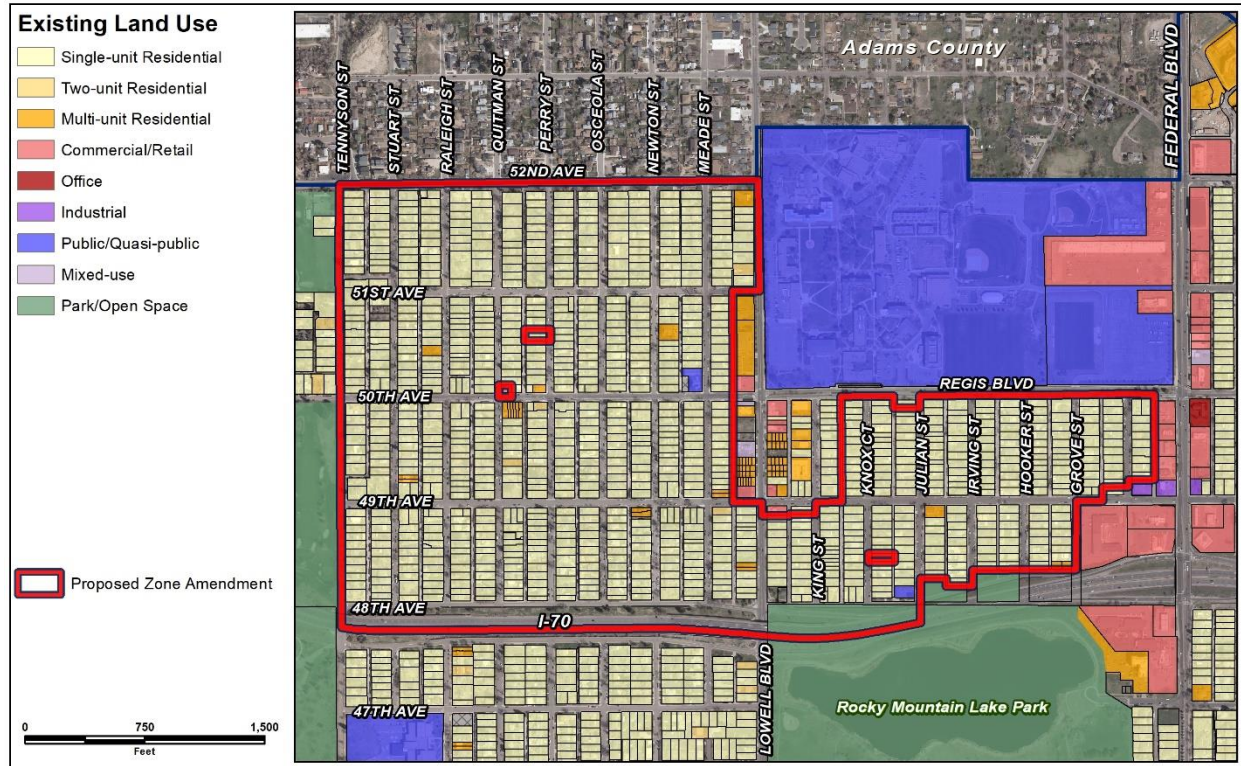 Existing Land Use
Single-unit Residential
Two-unit Residential
Multi-unit Residential
Commercial/Retail
Office
Industrial
Public/Quasi-public
Mixed-use
Park/Open Space
Proposed Zone Amendment
0 750 1,500
Feet
Adams County
FEDERAL BLVD
TENNYSON ST
STUART ST
RALEIGH ST
QUITMAN ST
PERRY ST
OSCEOLA ST
NEWTON ST
MEADE ST
52ND AVE
51ST AVE
50TH AVE
REGIS BLVD
KNOX CT
JULIAN ST
IRVING ST
HOOKER ST
GROVE ST
49TH AVE
KING ST
48TH AVE
I-70
LOWELL BLVD
Rocky Mountain Lake Park
47TH AVE